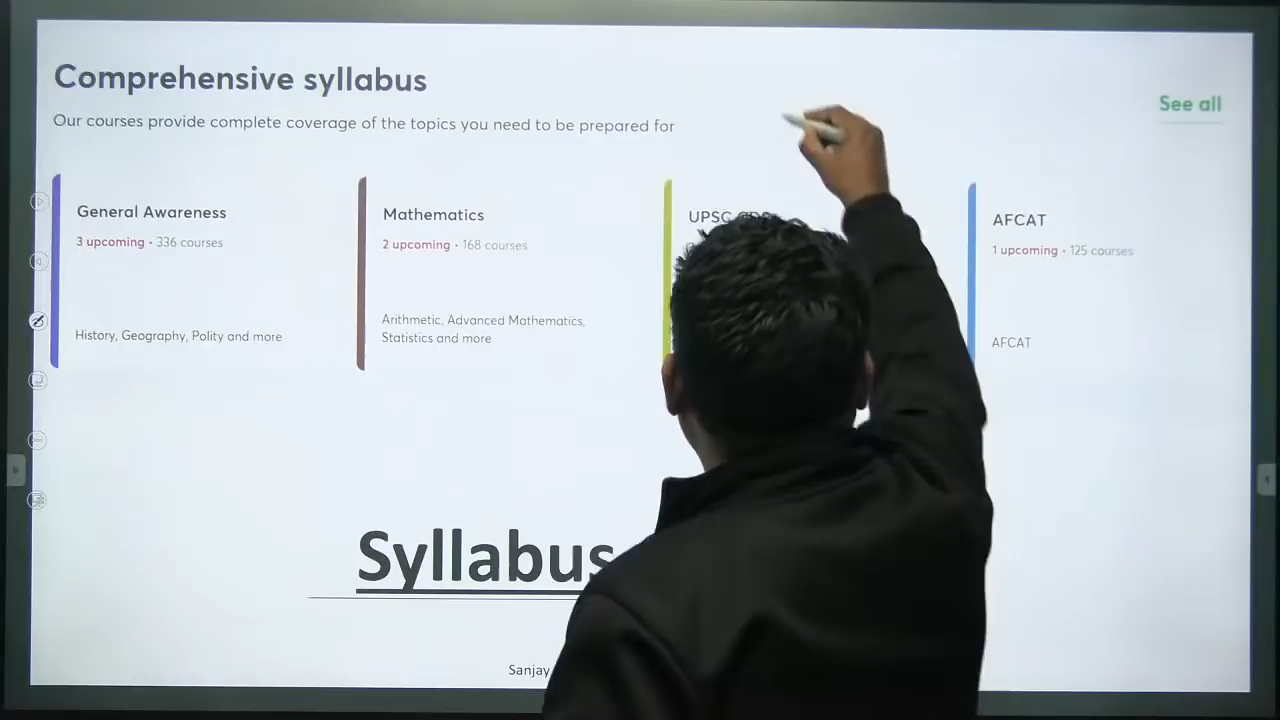 Comprehensive syllabus
See all
Our courses provide complete coverage of the topics you need to be prepared for
General Awareness
3 upcoming • 336 courses
History, Geography, Polity and more
Mathematics
2 upcoming • 168 courses
Arithmetic, Advanced Mathematics,
Statistics and more
UPSC CDS
AFCAT
1 upcoming • 125 courses
AFCAT
Syllabus
Sanjay